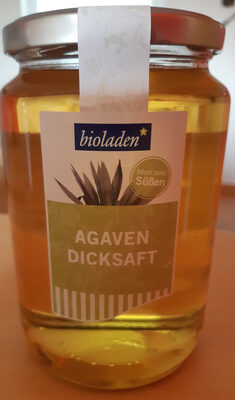 bioladen*
Ideal zum
Süßen
AGAVEN
DICKSAFT